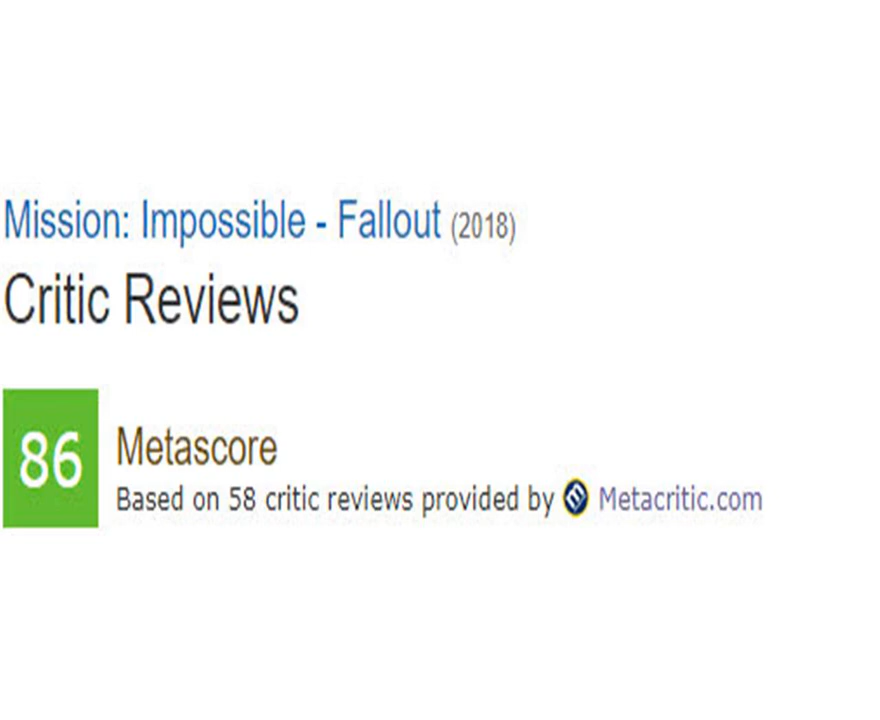 Mission: Impossible - Fallout (2018)
Critic Reviews
86
Metascore
Based on 58 critic reviews provided by m Metacritic.com